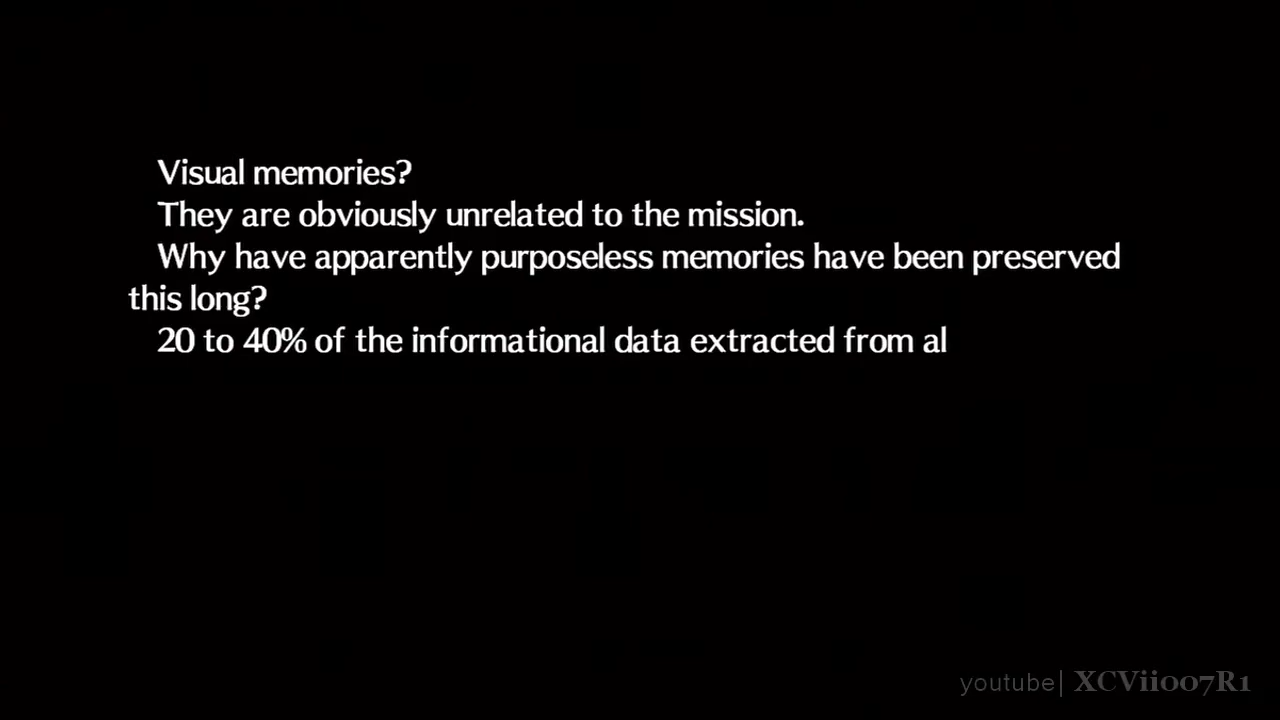 Visual memories?
They are obviously unrelated to the mission.
Why have apparently purposeless memories have been preserved
this long?
20 to 40% of the informational data extracted from al
youtube| XCVii007R1